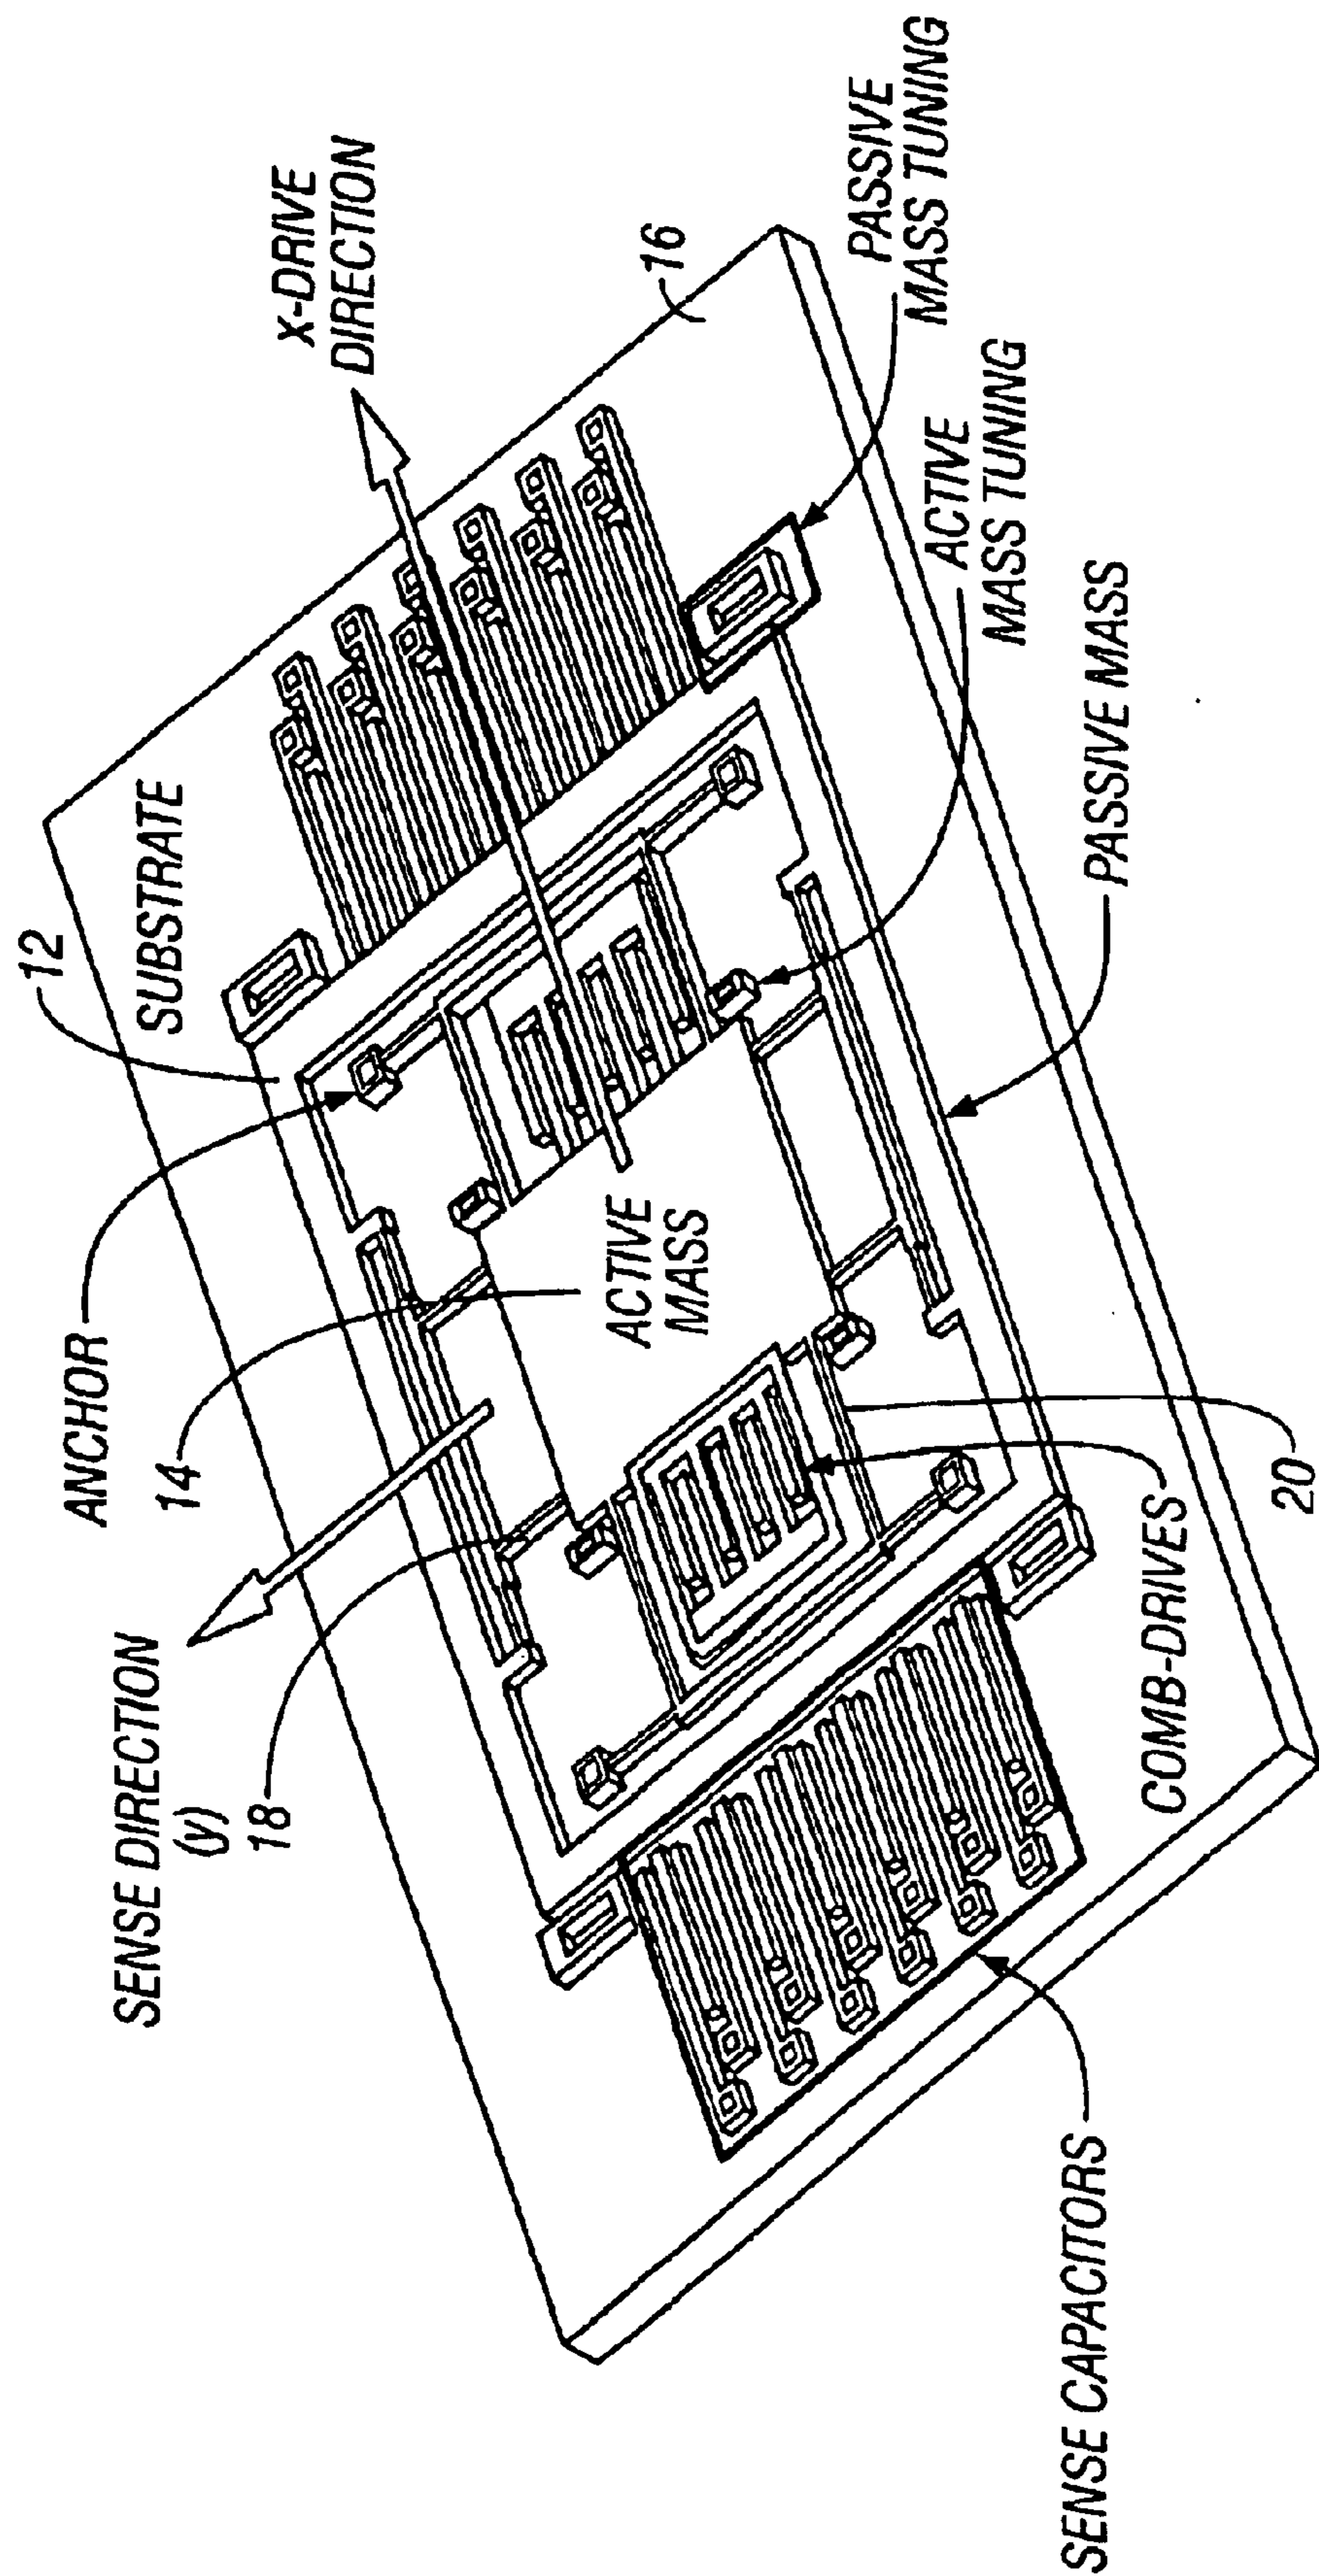 X-DRIVE
DIRECTION
16
PASSIVE
MASS TUNING
ACTIVE
MASS TUNING
PASSIVE MASS
12
SUBSTRATE
ANCHOR
14
ACTIVE
MASS
SENSE DIRECTION
(y)
18
20
COMB-DRIVES
SENSE CAPACITORS